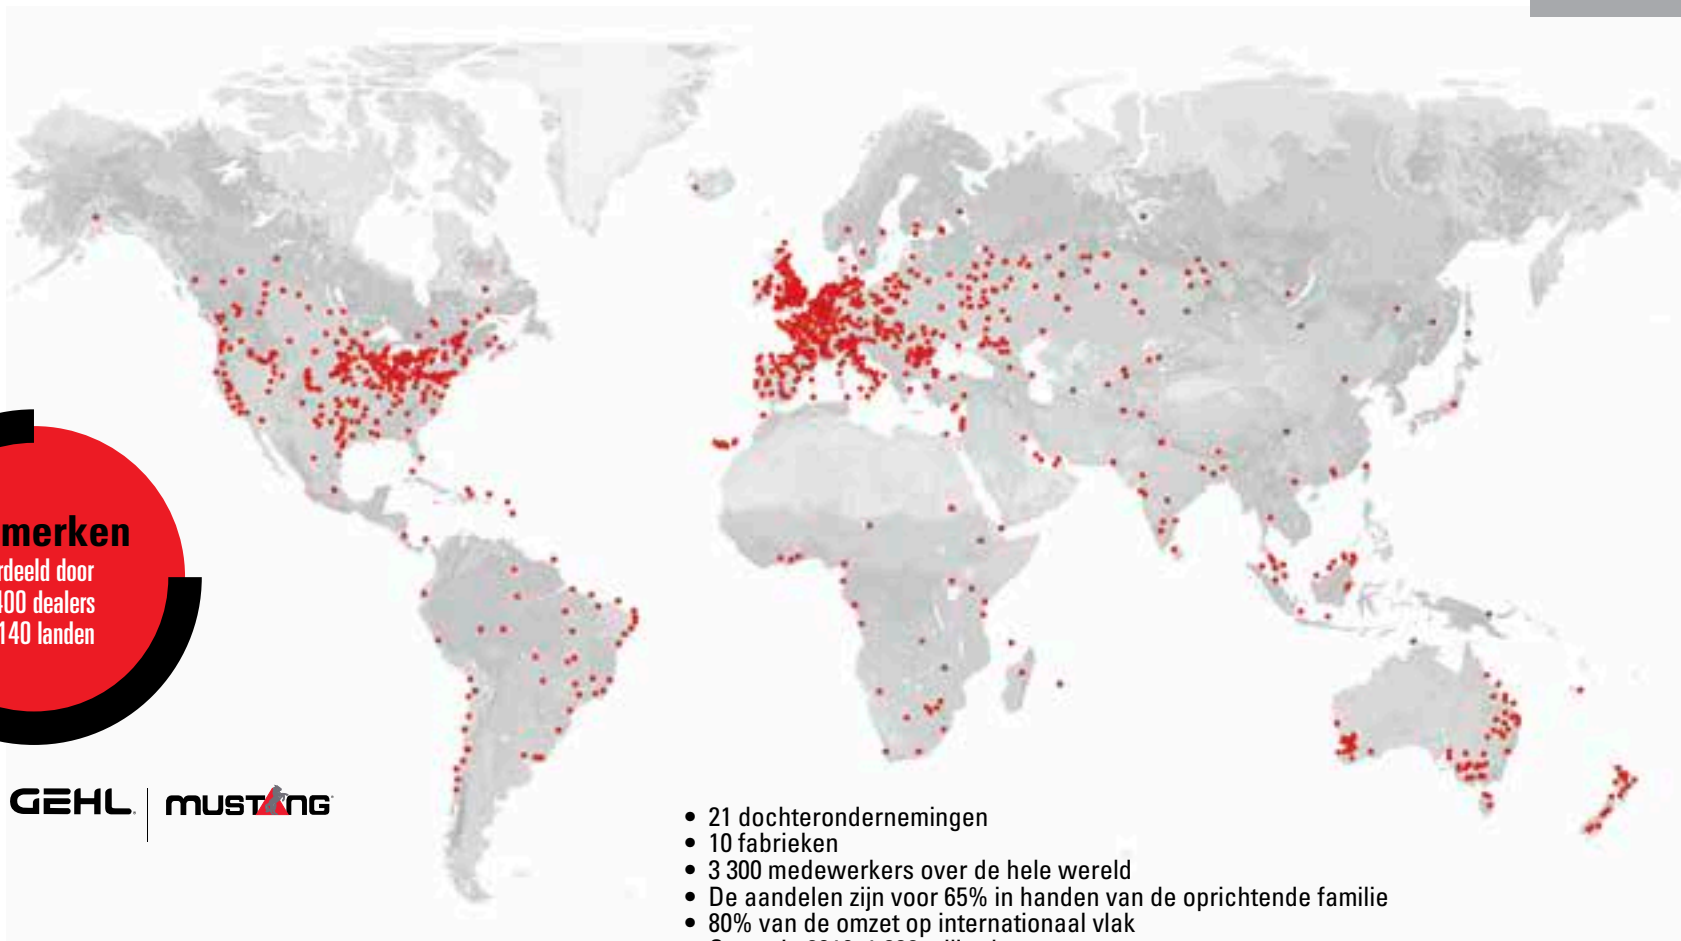 merken
rdeeld door
400 dealers
140 landen
GEHL
MUSTANG
• 21 dochterondernemingen
• 10 fabrieken
• 3 300 medewerkers over de hele wereld
• De aandelen zijn voor 65% in handen van de oprichtende familie
• 80% van de omzet op internationaal vlak